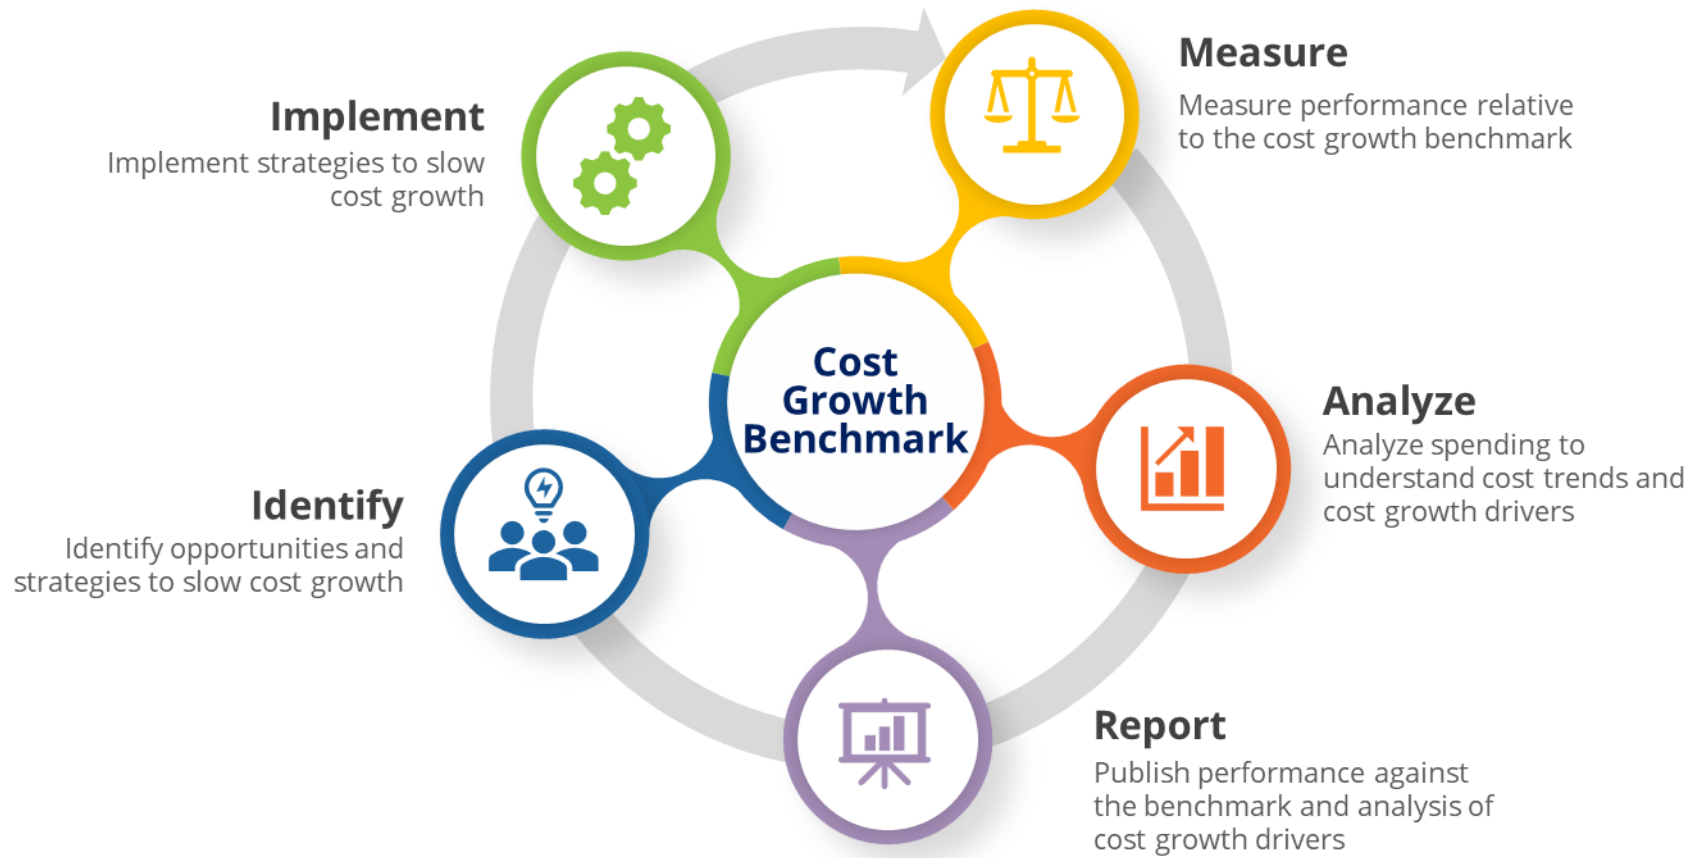 Measure
Measure performance relative
to the cost growth benchmark
Implement
Implement strategies to slow
cost growth
Cost
Growth
Benchmark
Analyze
Analyze spending to
understand cost trends and
cost growth drivers
Identify
Identify opportunities and
strategies to slow cost growth
Report
Publish performance against
the benchmark and analysis of
cost growth drivers